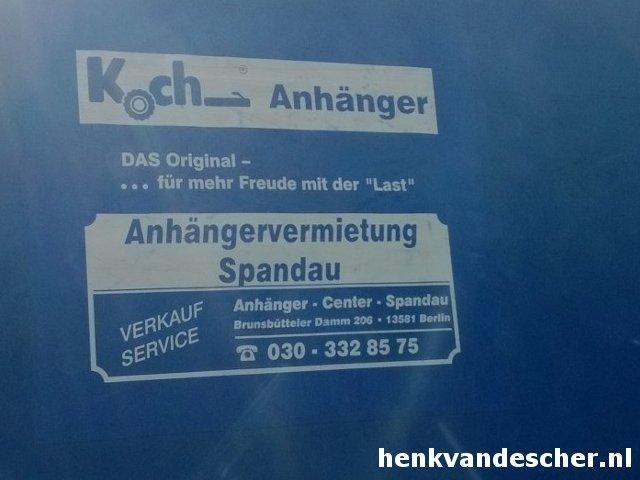 Koch® Anhänger
DAS Original –
... für mehr Freude mit der "Last"
Anhängervermietung
Spandau
VERKAUF
SERVICE
Anhänger - Center - Spandau
Brunsbütteler Damm 206 • 13581 Berlin
☎ 030 - 332 85 75
henkvandescher.nl